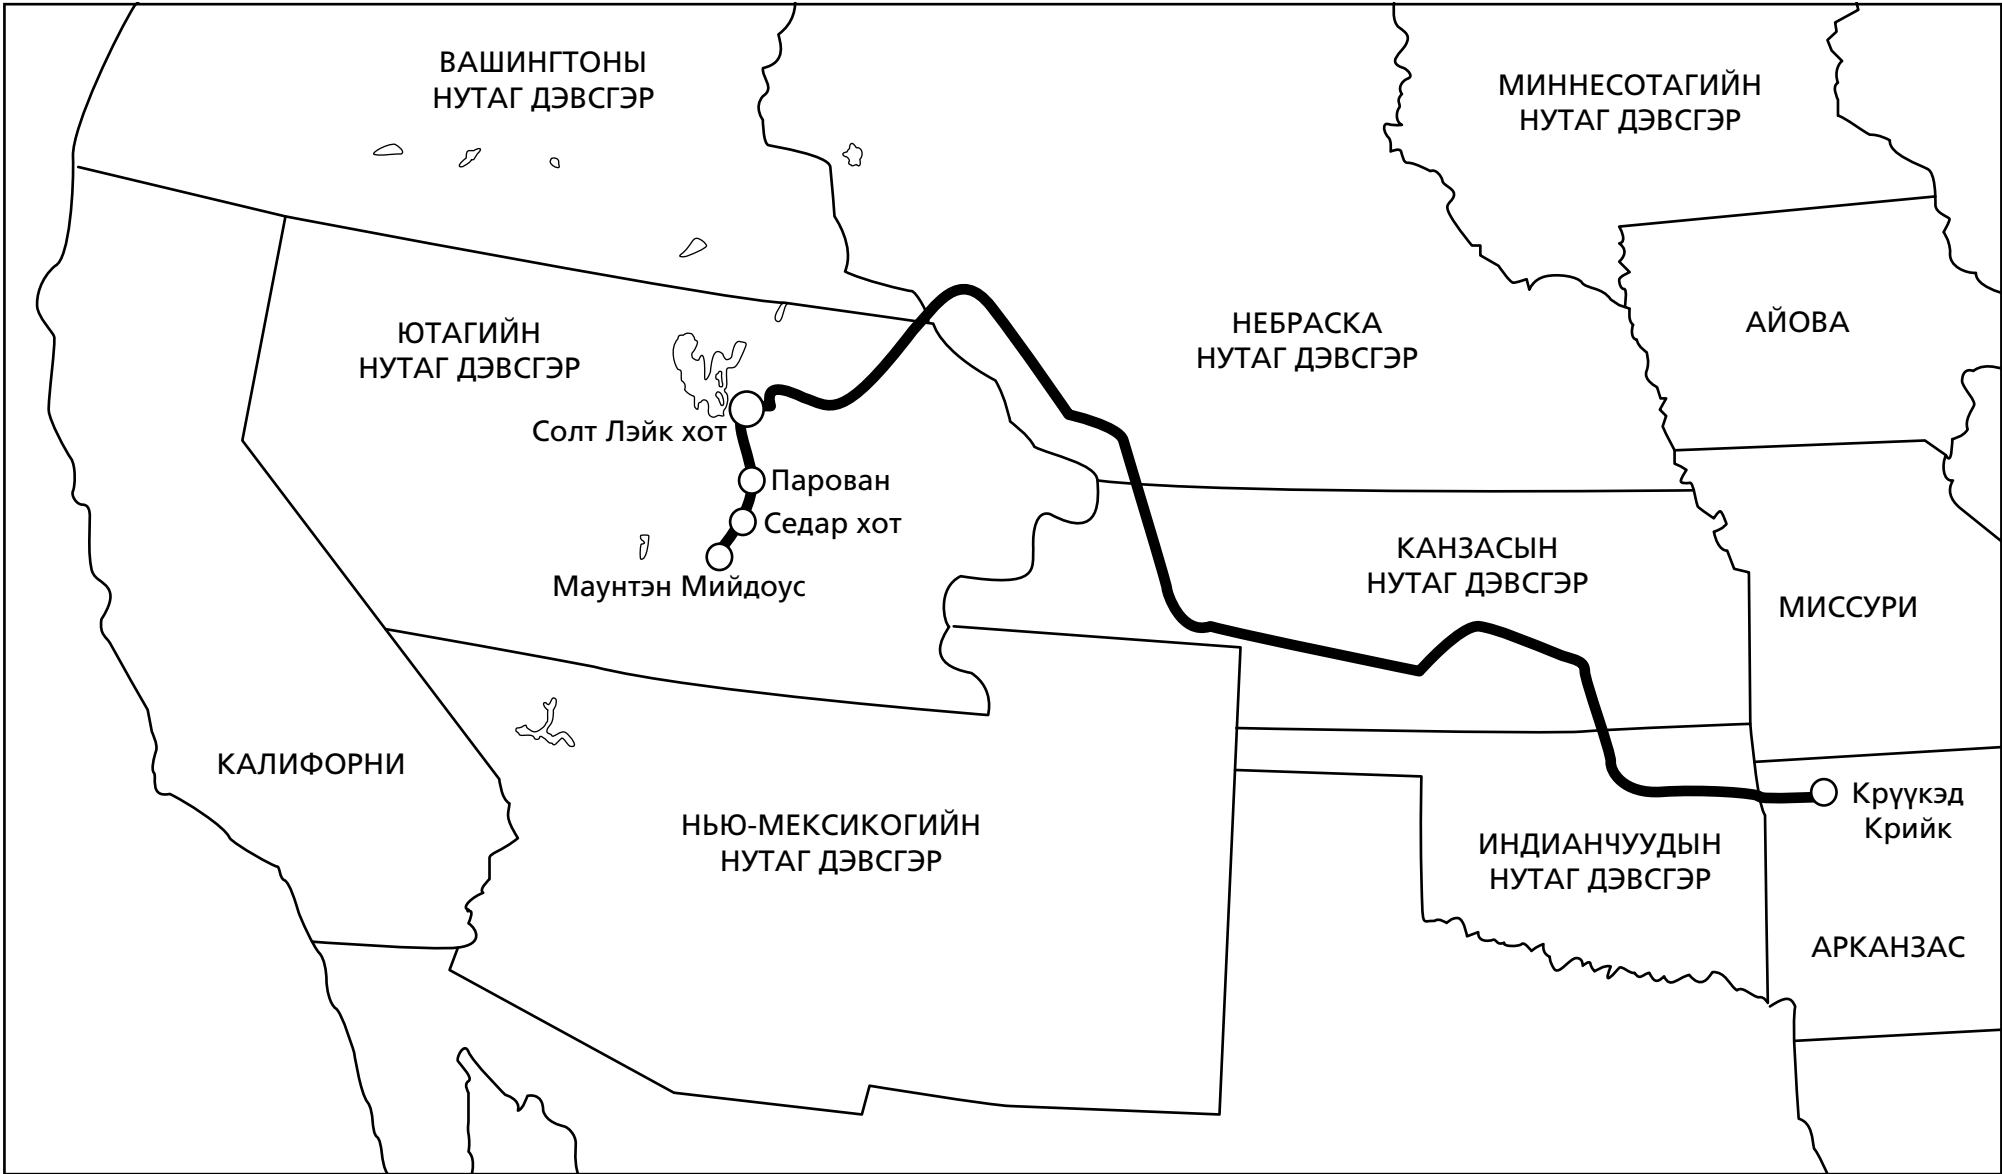 ВАШИНГТОНЫ
НУТАГ ДЭВСГЭР
МИННЕСОТАГИЙН
НУТАГ ДЭВСГЭР
ЮТАГИЙН
НУТАГ ДЭВСГЭР
НЕБРАСКА
НУТАГ ДЭВСГЭР
АЙОВА
Солт Лэйк хот
Парован
Седар хот
Маунтэн Мийдоус
КАНЗАСЫН
НУТАГ ДЭВСГЭР
МИССУРИ
КАЛИФОРНИ
НЬЮ-МЕКСИКОГИЙН
НУТАГ ДЭВСГЭР
Крүүкэд
Крийк
ИНДИАНЧУУДЫН
НУТАГ ДЭВСГЭР
АРКАНЗАС